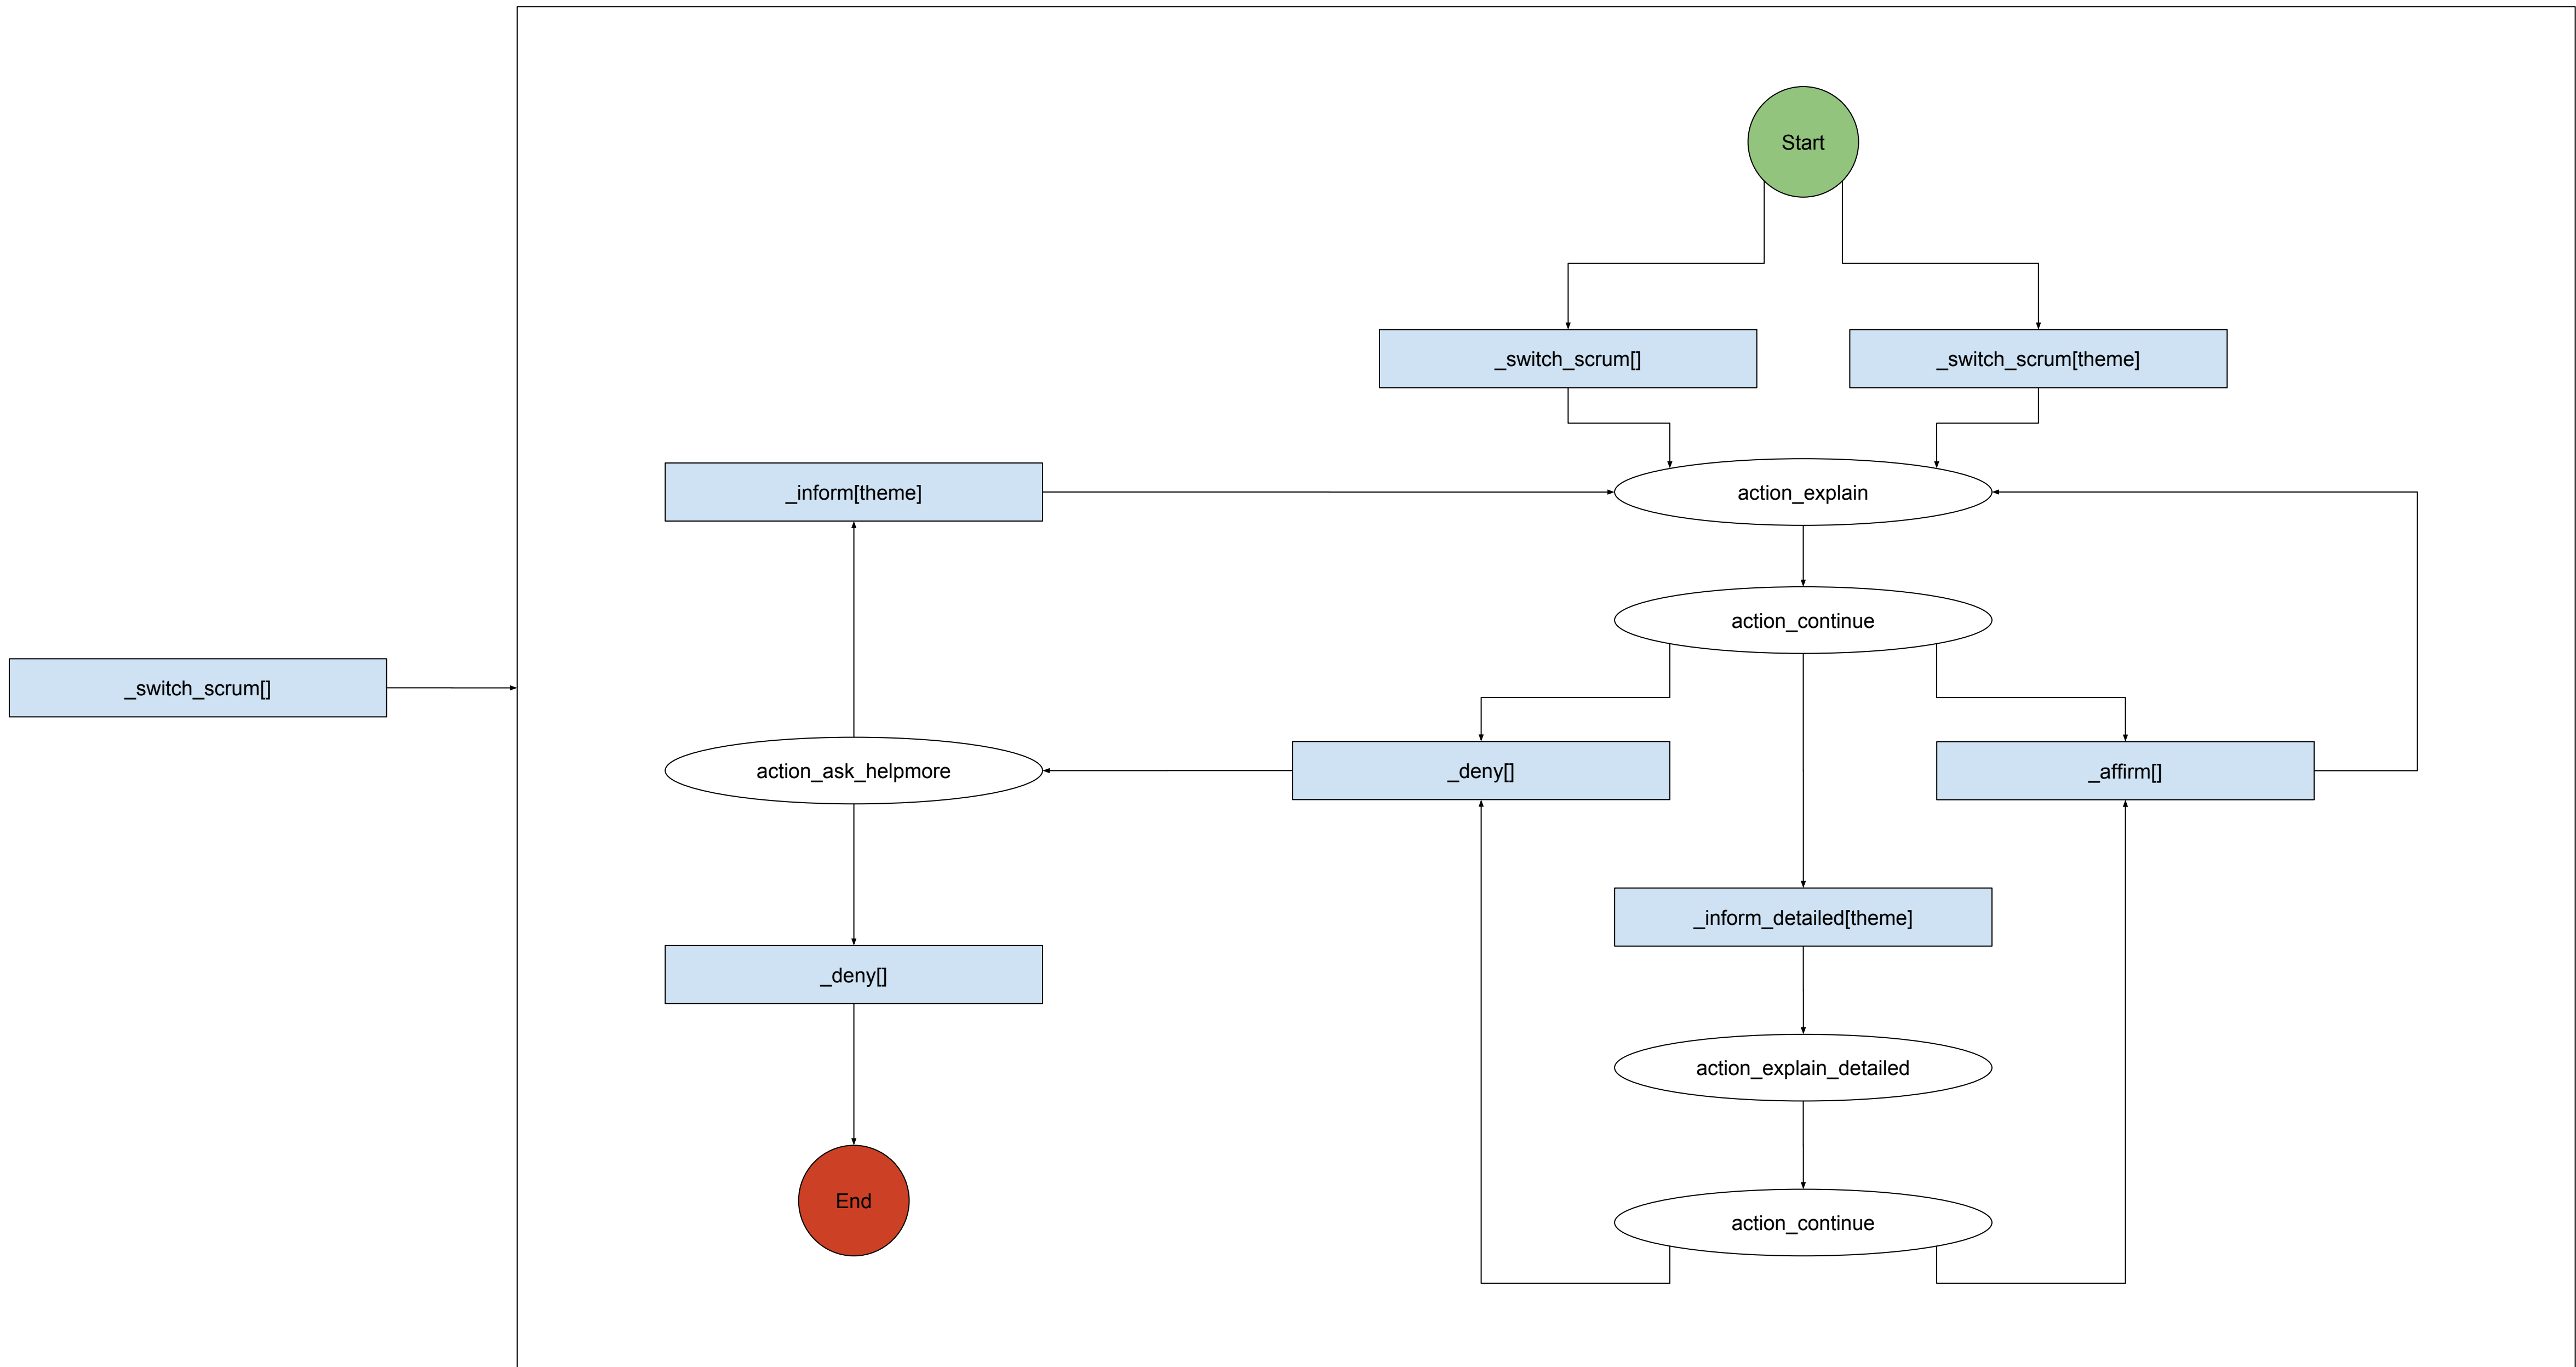 Start
_switch_scrum[]
_switch_scrum[theme]
_inform[theme]
action_explain
action_continue
_switch_scrum[]
action_ask_helpmore
_deny[]
_affirm[]
_inform_detailed[theme]
_deny[]
action_explain_detailed
End
action_continue